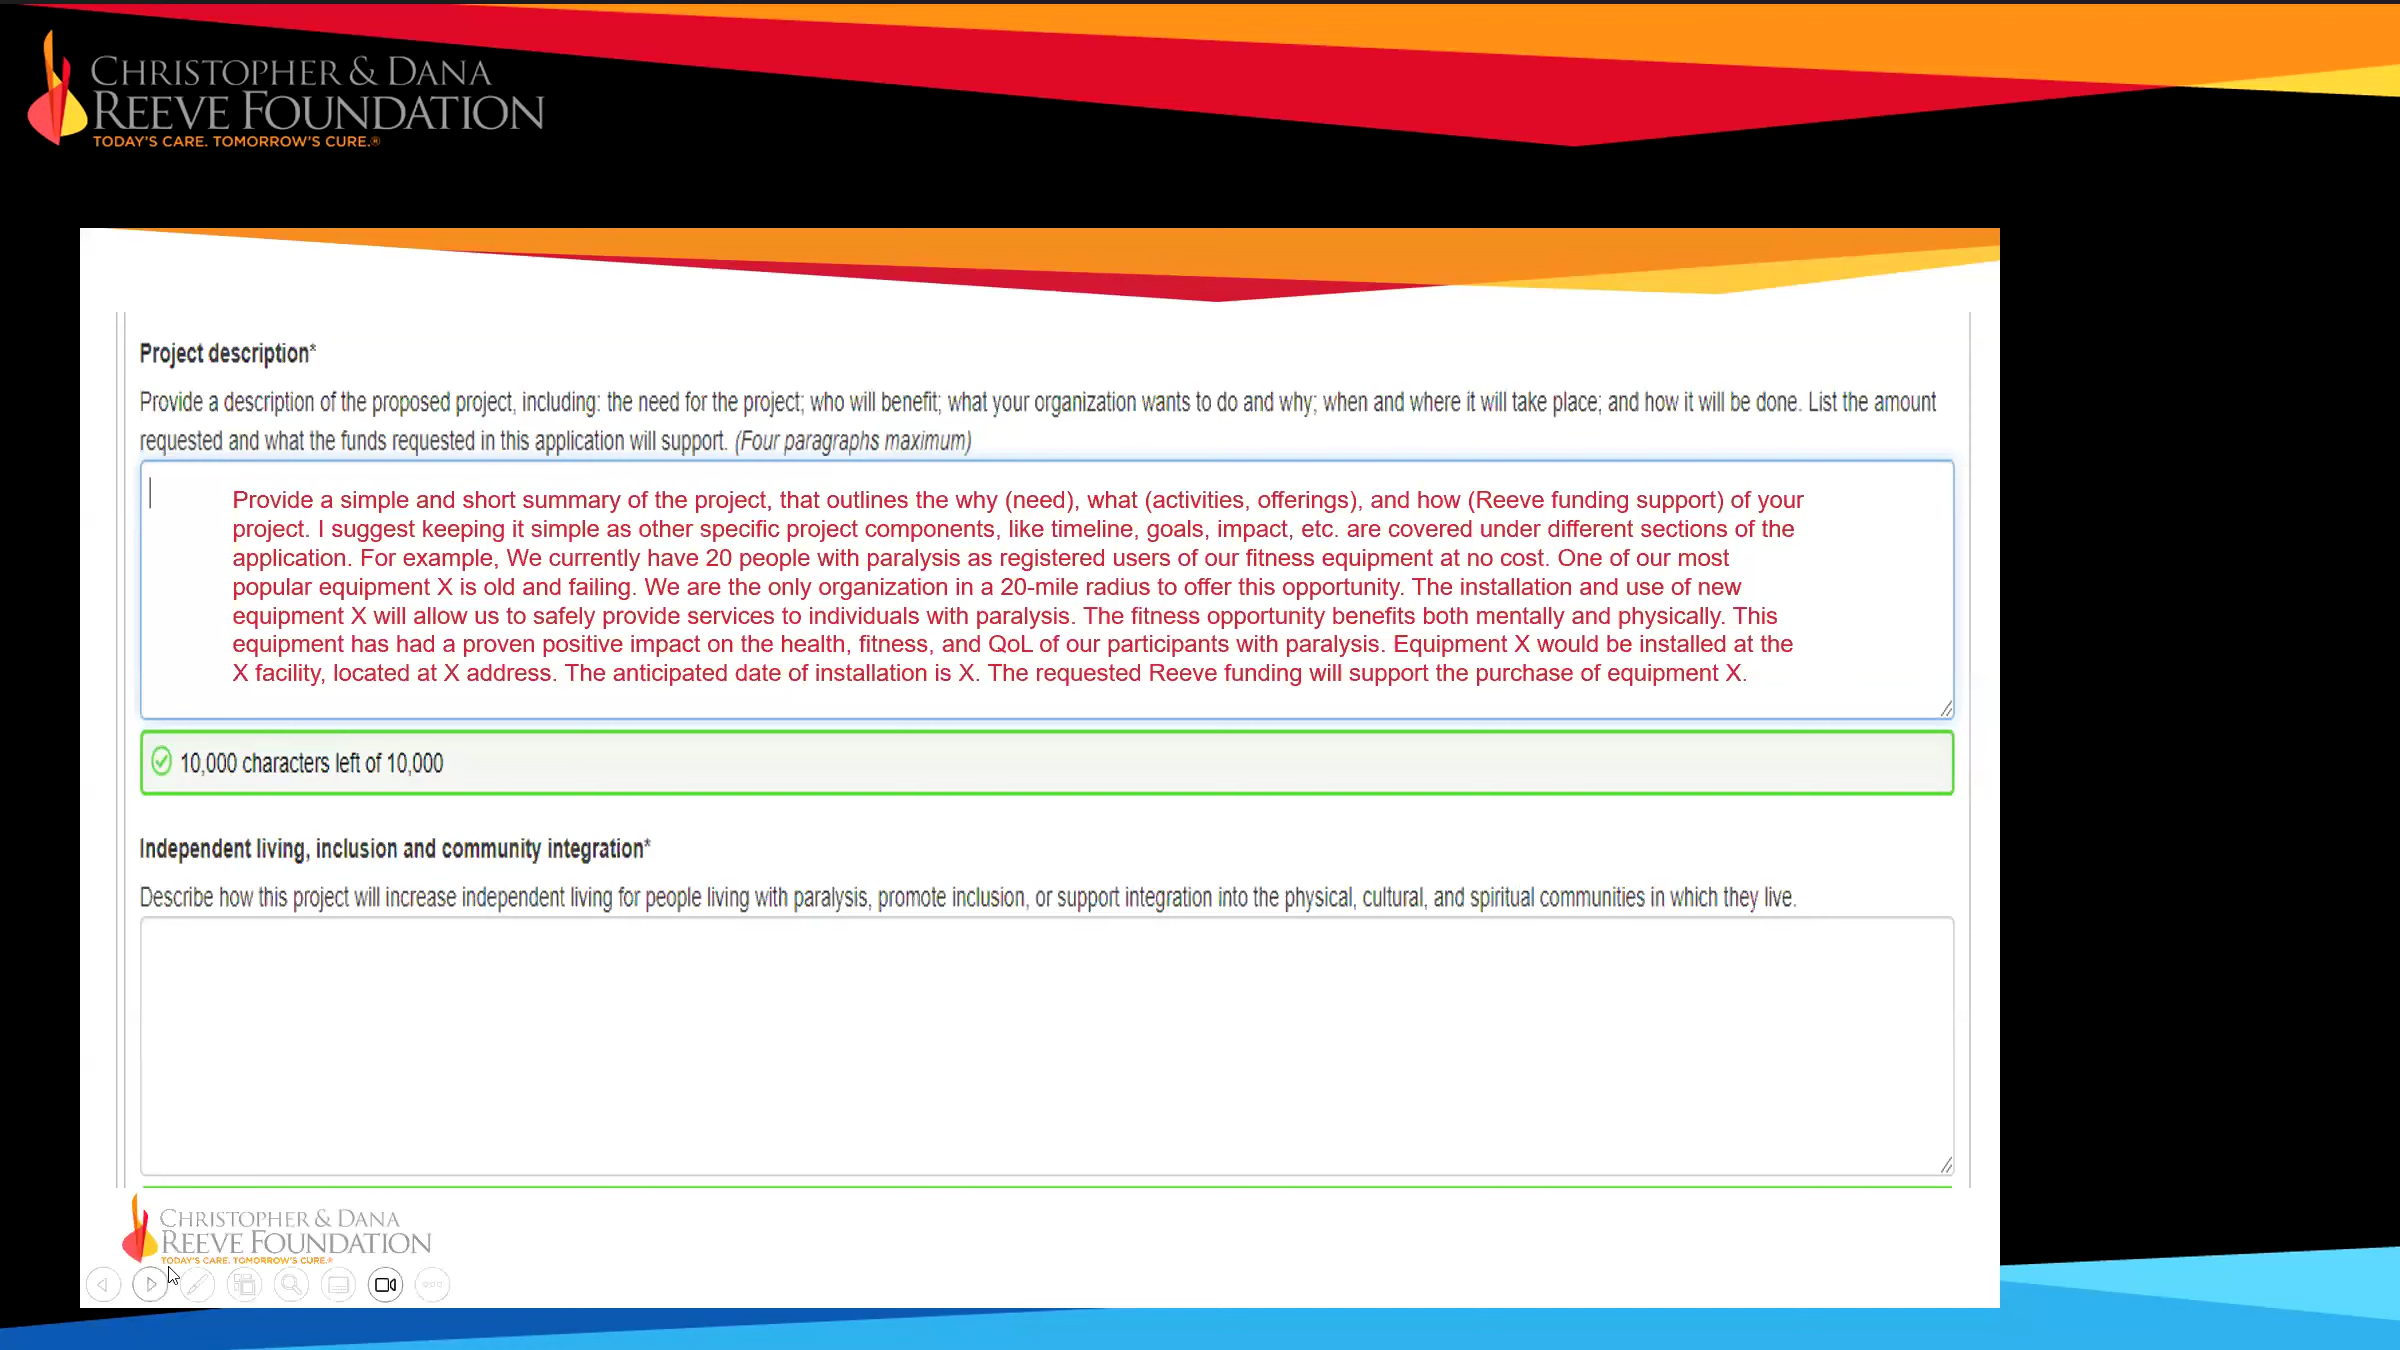 CHRISTOPHER & DANA
REEVE FOUNDATION
TODAY'S CARE. TOMORROW'S CURE.®
Project description*
Provide a description of the proposed project, including: the need for the project; who will benefit; what your organization wants to do and why; when and where it will take place; and how it will be done. List the amount
requested and what the funds requested in this application will support. (Four paragraphs maximum)
Provide a simple and short summary of the project, that outlines the why (need), what (activities, offerings), and how (Reeve funding support) of your
project. I suggest keeping it simple as other specific project components, like timeline, goals, impact, etc. are covered under different sections of the
application. For example, We currently have 20 people with paralysis as registered users of our fitness equipment at no cost. One of our most
popular equipment X is old and failing. We are the only organization in a 20-mile radius to offer this opportunity. The installation and use of new
equipment X will allow us to safely provide services to individuals with paralysis. The fitness opportunity benefits both mentally and physically. This
equipment has had a proven positive impact on the health, fitness, and QoL of our participants with paralysis. Equipment X would be installed at the
X facility, located at X address. The anticipated date of installation is X. The requested Reeve funding will support the purchase of equipment X.
10,000 characters left of 10,000
Independent living, inclusion and community integration*
Describe how this project will increase independent living for people living with paralysis, promote inclusion, or support integration into the physical, cultural, and spiritual communities in which they live.
CHRISTOPHER & DANA
REEVE FOUNDATION
TODAY'S CARE. TOMORROW'S CURE.®